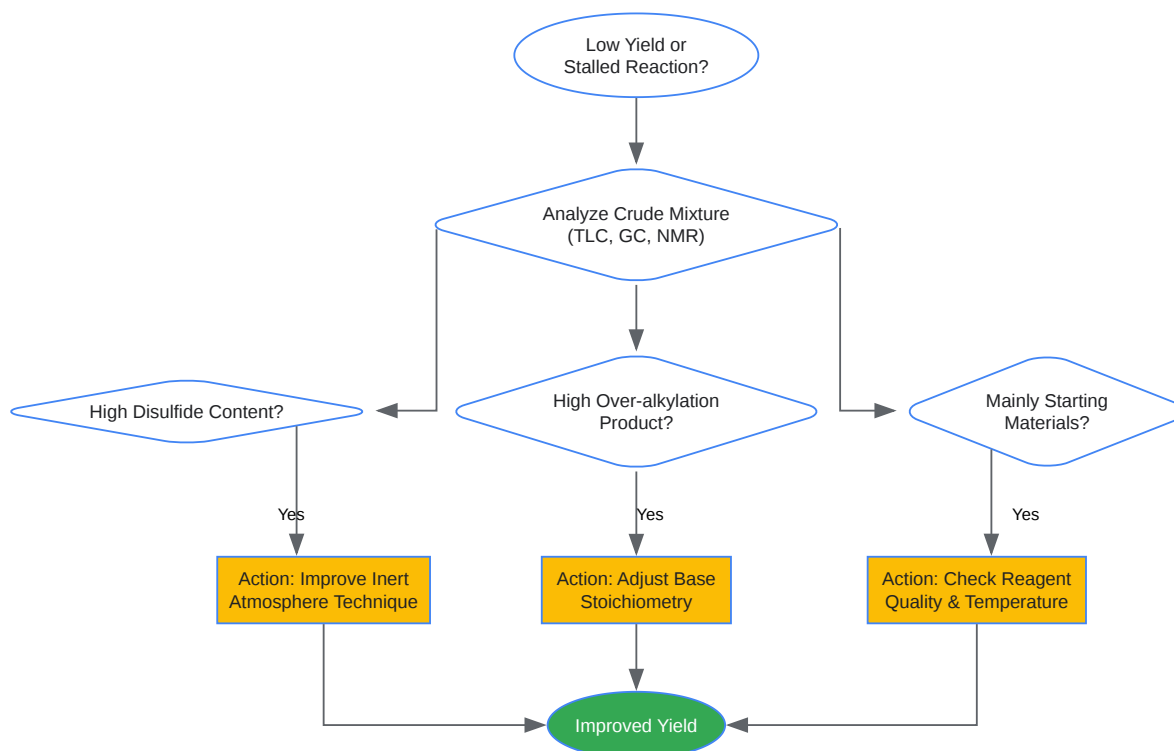 Low Yield or
Stalled Reaction?
Analyze Crude Mixture
(TLC, GC, NMR)
High Disulfide Content?
High Over-alkylation
Product?
Mainly Starting
Materials?
Yes
Yes
Yes
Action: Improve Inert
Atmosphere Technique
Action: Adjust Base
Stoichiometry
Action: Check Reagent
Quality & Temperature
Improved Yield